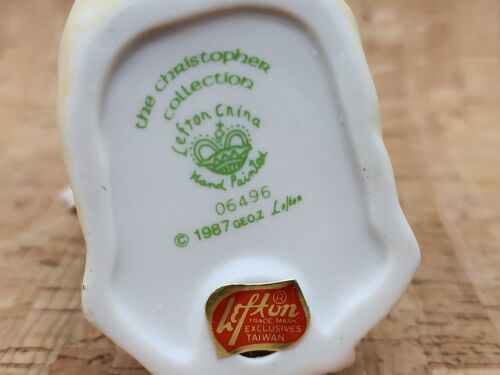 the christopher
collection
Lefton China
Hand Painted
06496
© 1987 GEO.Z Lefton
Lefton ®
TRADE MARK
EXCLUSIVES
TAIWAN